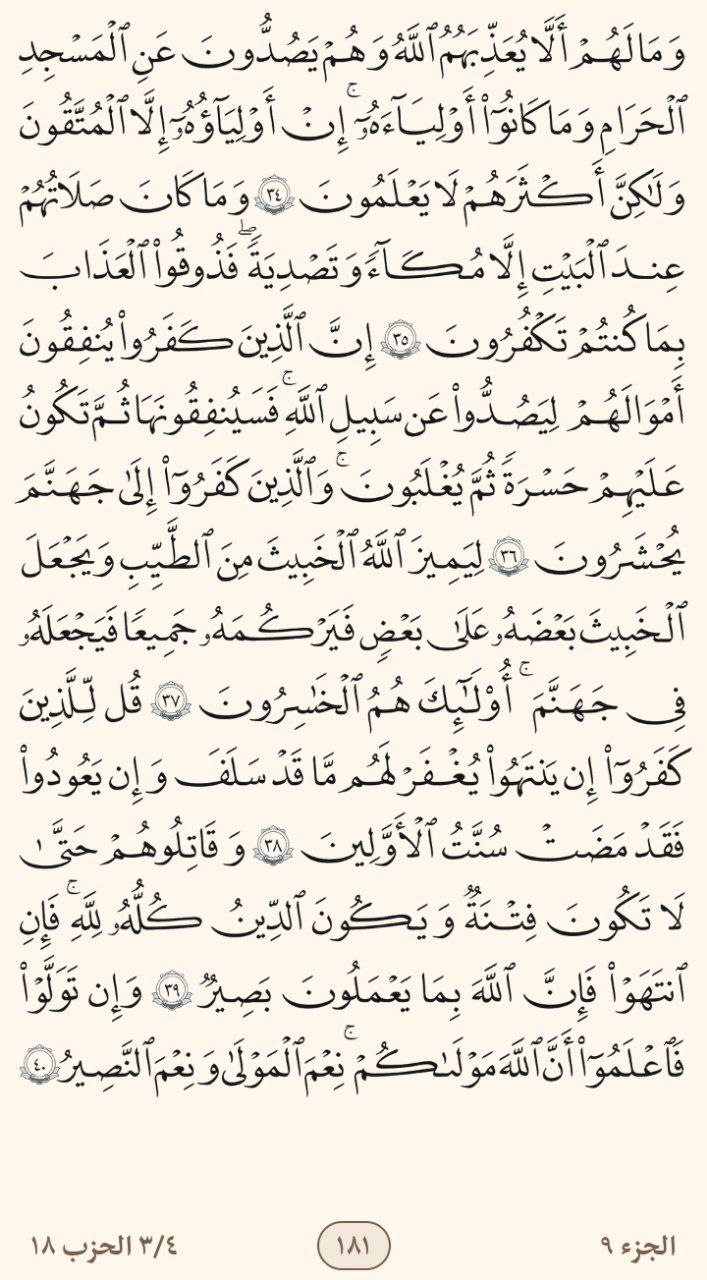 وَمَا لَهُمْ أَلَّا يُعَذِّبَهُمُ ٱللَّهُ وَهُمْ يَصُدُّونَ عَنِ ٱلْمَسْجِدِ
ٱلْحَرَامِ وَمَا كَانُوٓا۟ أَوْلِيَآءَهُۥٓ ۚ إِنْ أَوْلِيَآؤُهُۥٓ إِلَّا ٱلْمُتَّقُونَ
وَلَـٰكِنَّ أَكْثَرَهُمْ لَا يَعْلَمُونَ ٣٤ وَمَا كَانَ صَلَاتُهُمْ
عِندَ ٱلْبَيْتِ إِلَّا مُكَآءً وَتَصْدِيَةً ۖ فَذُوقُوا۟ ٱلْعَذَابَ
بِمَا كُنتُمْ تَكْفُرُونَ ٣٥ إِنَّ ٱلَّذِينَ كَفَرُوا۟ يُنفِقُونَ
أَمْوَالَهُمْ لِيَصُدُّوا۟ عَن سَبِيلِ ٱللَّهِ ۚ فَسَيُنفِقُونَهَا ثُمَّ تَكُونُ
عَلَيْهِمْ حَسْرَةً ثُمَّ يُغْلَبُونَ ۚ وَٱلَّذِينَ كَفَرُوٓا۟ إِلَىٰ جَهَنَّمَ
يُحْشَرُونَ ٣٦ لِيَمِيزَ ٱللَّهُ ٱلْخَبِيثَ مِنَ ٱلطَّيِّبِ وَيَجْعَلَ
ٱلْخَبِيثَ بَعْضَهُۥ عَلَىٰ بَعْضٍ فَيَرْكُمَهُۥ جَمِيعًا فَيَجْعَلَهُۥ
فِى جَهَنَّمَ ۚ أُو۟لَـٰٓئِكَ هُمُ ٱلْخَـٰسِرُونَ ٣٧ قُل لِّلَّذِينَ
كَفَرُوٓا۟ إِن يَنتَهُوا۟ يُغْفَرْ لَهُم مَّا قَدْ سَلَفَ وَإِن يَعُودُوا۟
فَقَدْ مَضَتْ سُنَّتُ ٱلْأَوَّلِينَ ٣٨ وَقَاتِلُوهُمْ حَتَّىٰ
لَا تَكُونَ فِتْنَةٌ وَيَكُونَ ٱلدِّينُ كُلُّهُۥ لِلَّهِ ۚ فَإِنِ
ٱنتَهَوْا۟ فَإِنَّ ٱللَّهَ بِمَا يَعْمَلُونَ بَصِيرٌ ٣٩ وَإِن تَوَلَّوْا۟
فَٱعْلَمُوٓا۟ أَنَّ ٱللَّهَ مَوْلَىٰكُمْ ۚ نِعْمَ ٱلْمَوْلَىٰ وَنِعْمَ ٱلنَّصِيرُ ٤٠
الجزء ٩ ١٨١ ٣/٤ الحزب ١٨